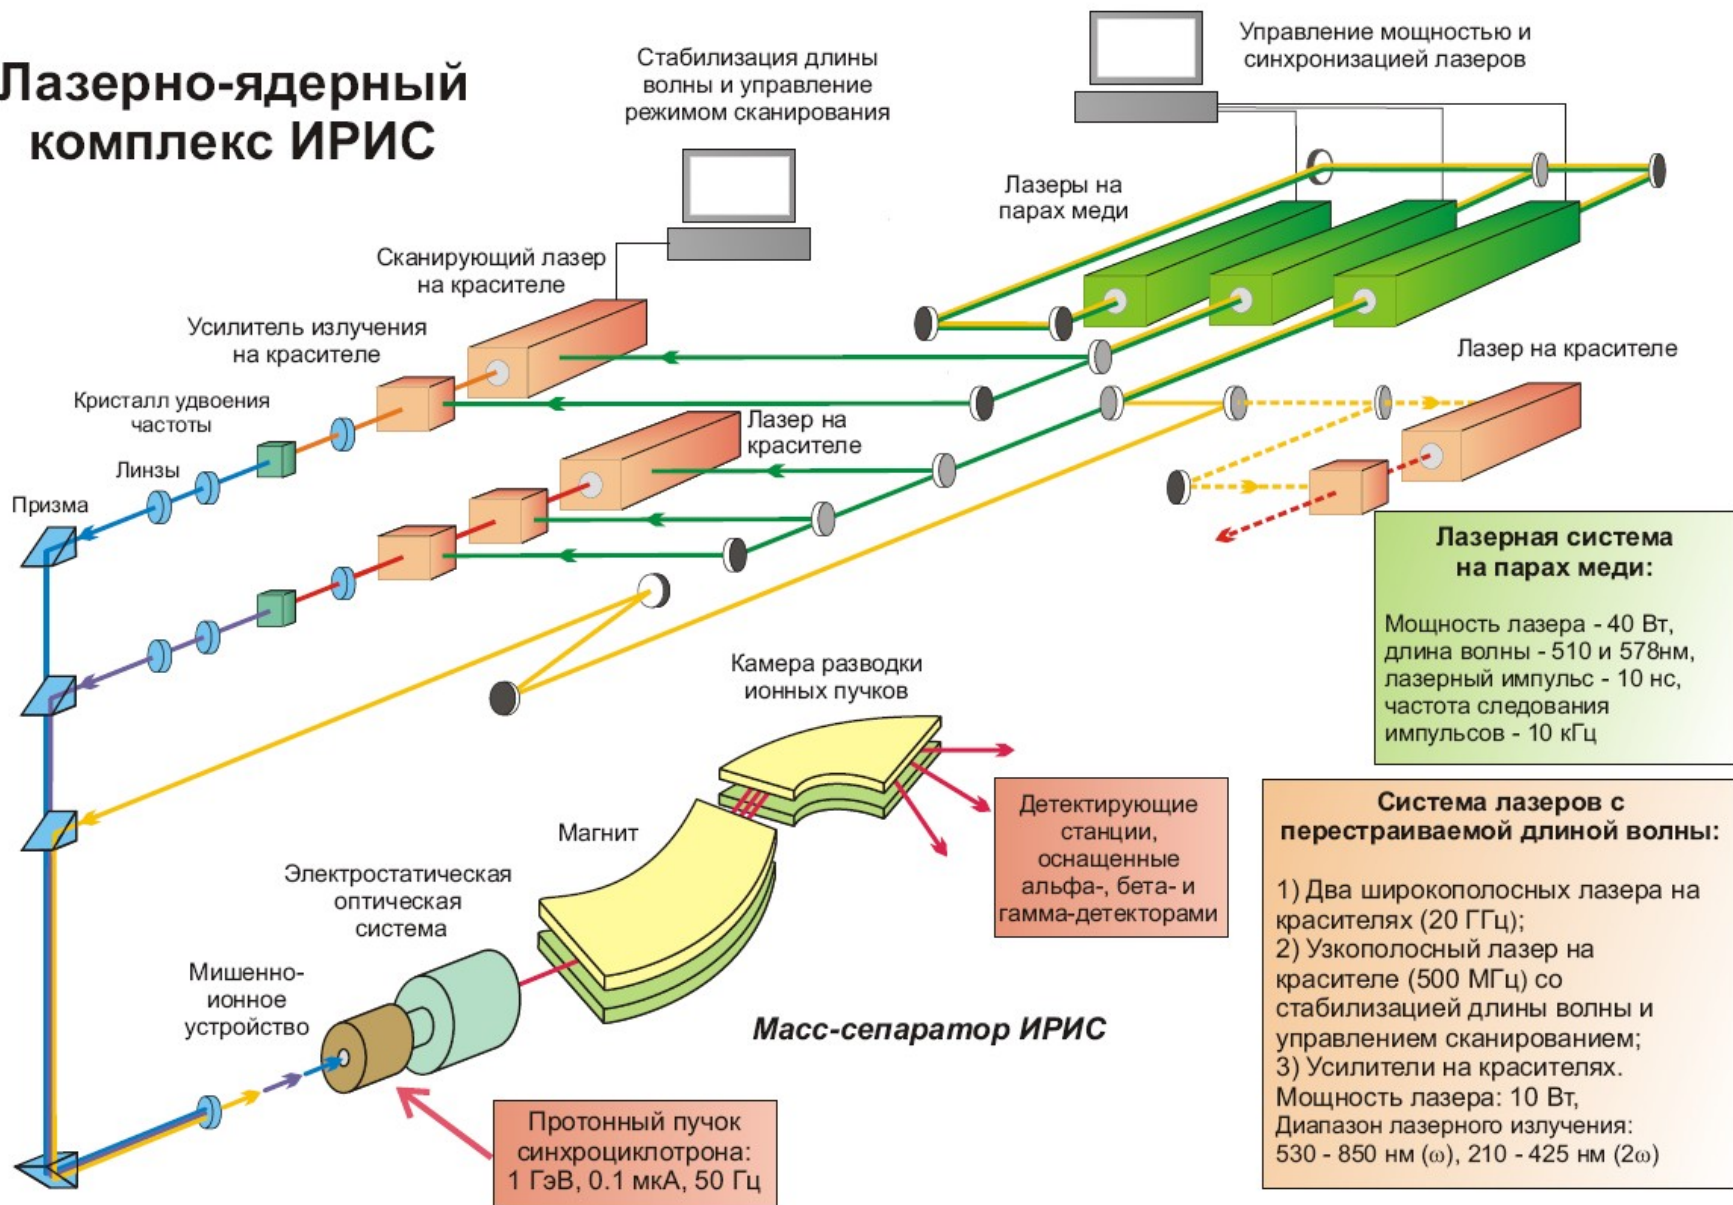 Лазерно-ядерный
комплекс ИРИС
Стабилизация длины
волны и управление
режимом сканирования
Управление мощностью и
синхронизацией лазеров
Лазеры на
парах меди
Сканирующий лазер
на красителе
Усилитель излучения
на красителе
Лазер на красителе
Кристалл удвоения
частоты
Лазер на
красителе
Линзы
Призма
Лазерная система
на парах меди:
Мощность лазера - 40 Вт,
длина волны - 510 и 578нм,
лазерный импульс - 10 нс,
частота следования
импульсов - 10 кГц
Камера разводки
ионных пучков
Магнит
Детектирующие
станции,
оснащенные
альфа-, бета- и
гамма-детекторами
Система лазеров с
перестраиваемой длиной волны:
1) Два широкополосных лазера на
красителях (20 ГГц);
2) Узкополосный лазер на
красителе (500 МГц) со
стабилизацией длины волны и
управлением сканированием;
3) Усилители на красителях.
Мощность лазера: 10 Вт,
Диапазон лазерного излучения:
530 - 850 нм (ω), 210 - 425 нм (2ω)
Электростатическая
оптическая
система
Мишенно-
ионное
устройство
Масс-сепаратор ИРИС
Протонный пучок
синхроциклотрона:
1 ГэВ, 0.1 мкА, 50 Гц